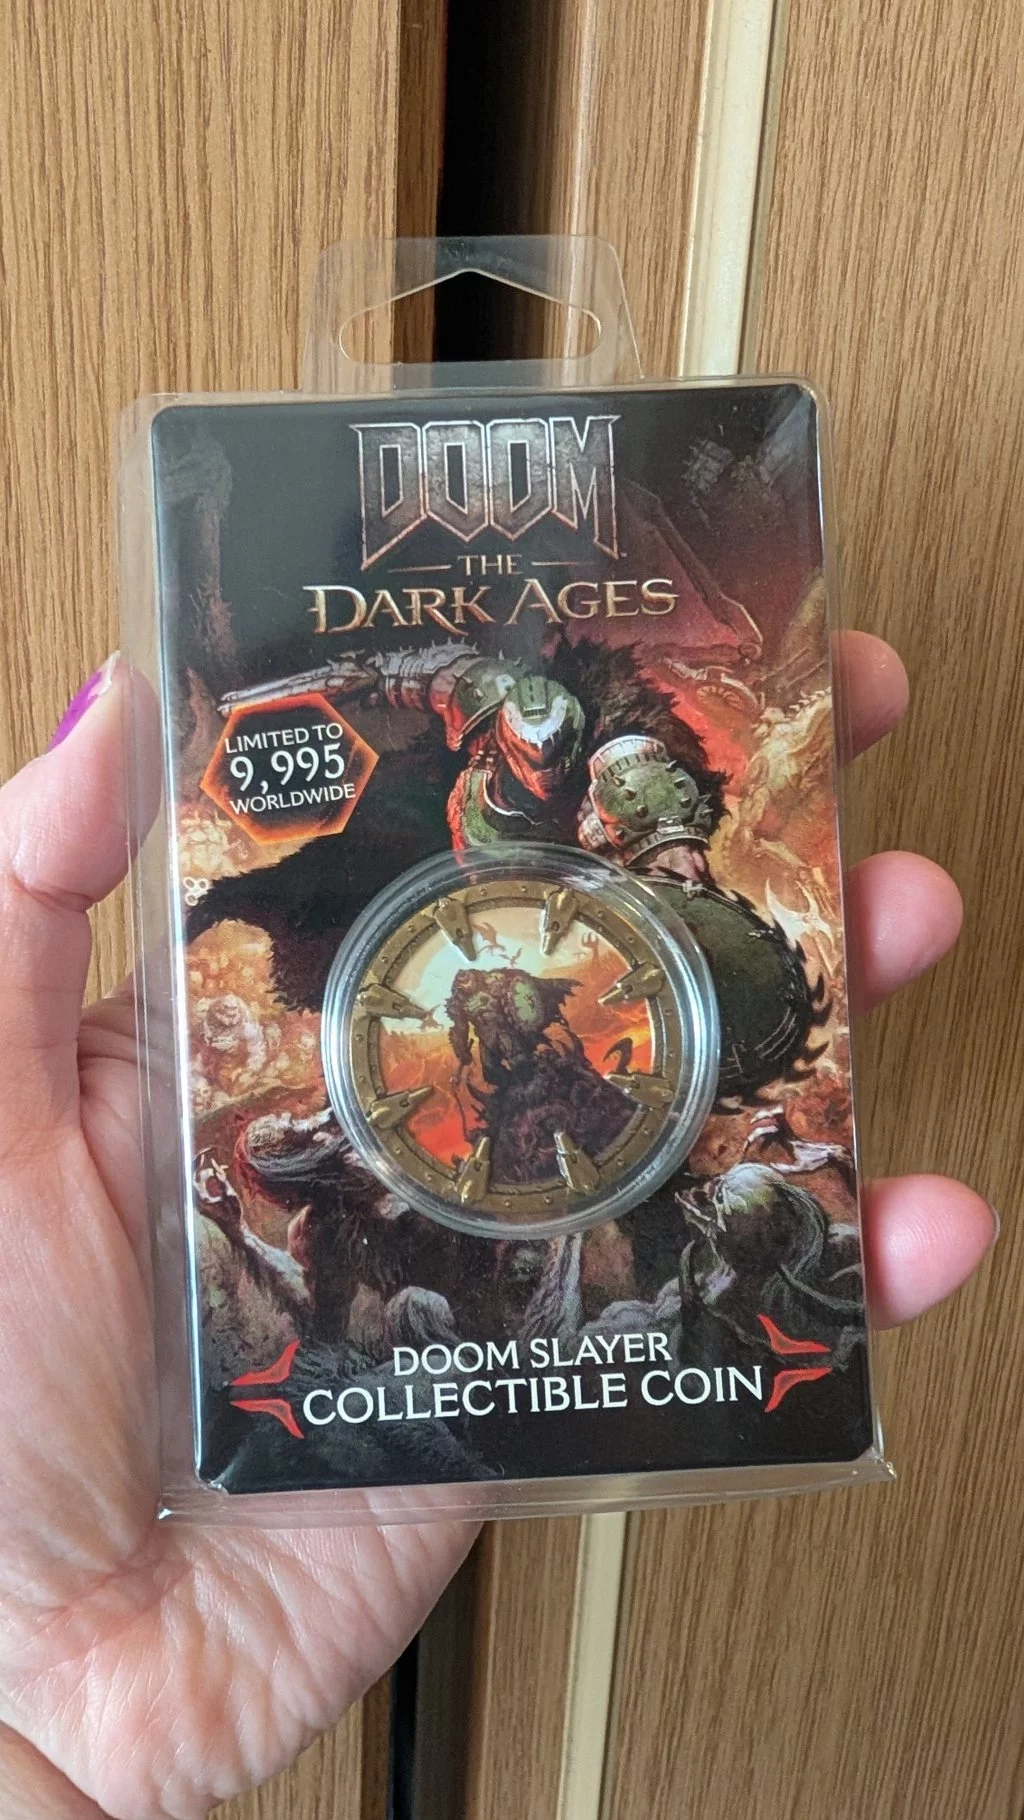 DOOM
THE
DARK AGES
LIMITED TO
9,995
WORLDWIDE
DOOM SLAYER
COLLECTIBLE COIN